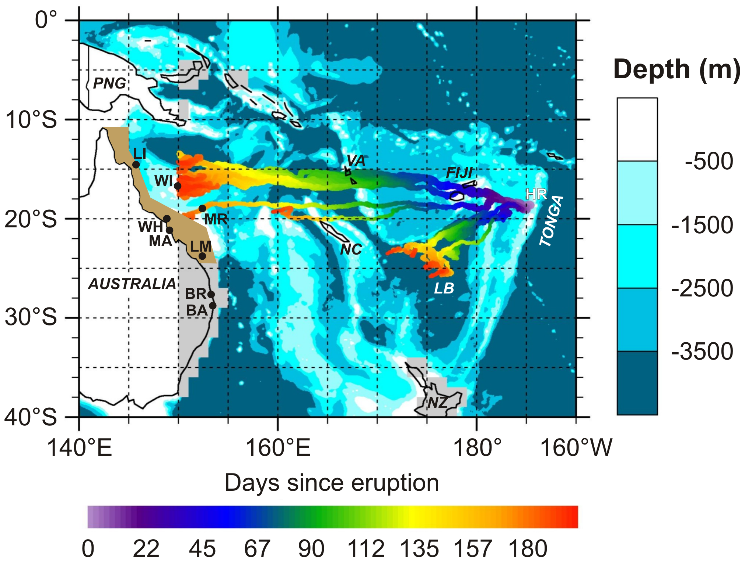 0°
10°S
20°S
30°S
40°S
140°E
160°E
180°
160°W
PNG
LI
WI
VA
FIJI
HR
TONGA
MR
WH
MA
LM
NC
LB
AUSTRALIA
BR
BA
NZ
Depth (m)
-500
-1500
-2500
-3500
Days since eruption
0 22 45 67 90 112 135 157 180